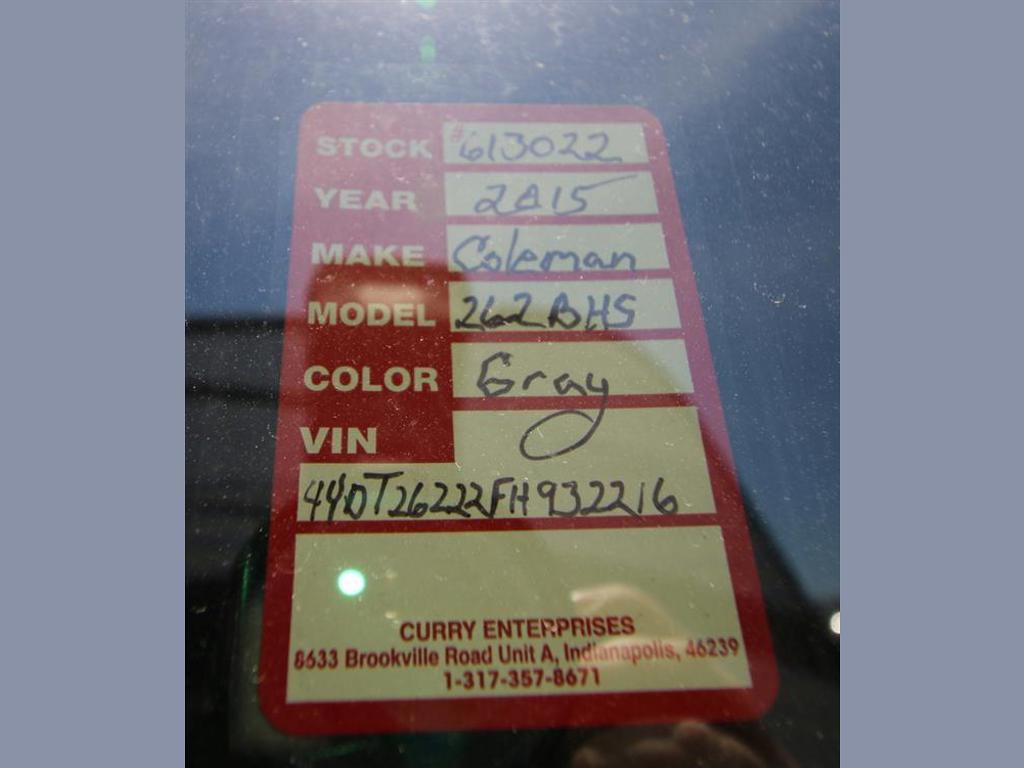 STOCK #613022
YEAR 2015
MAKE Coleman
MODEL 262BHS
COLOR Gray
VIN
44DT26222FH932216
CURRY ENTERPRISES
8633 Brookville Road Unit A, Indianapolis, 46239
1-317-357-8671